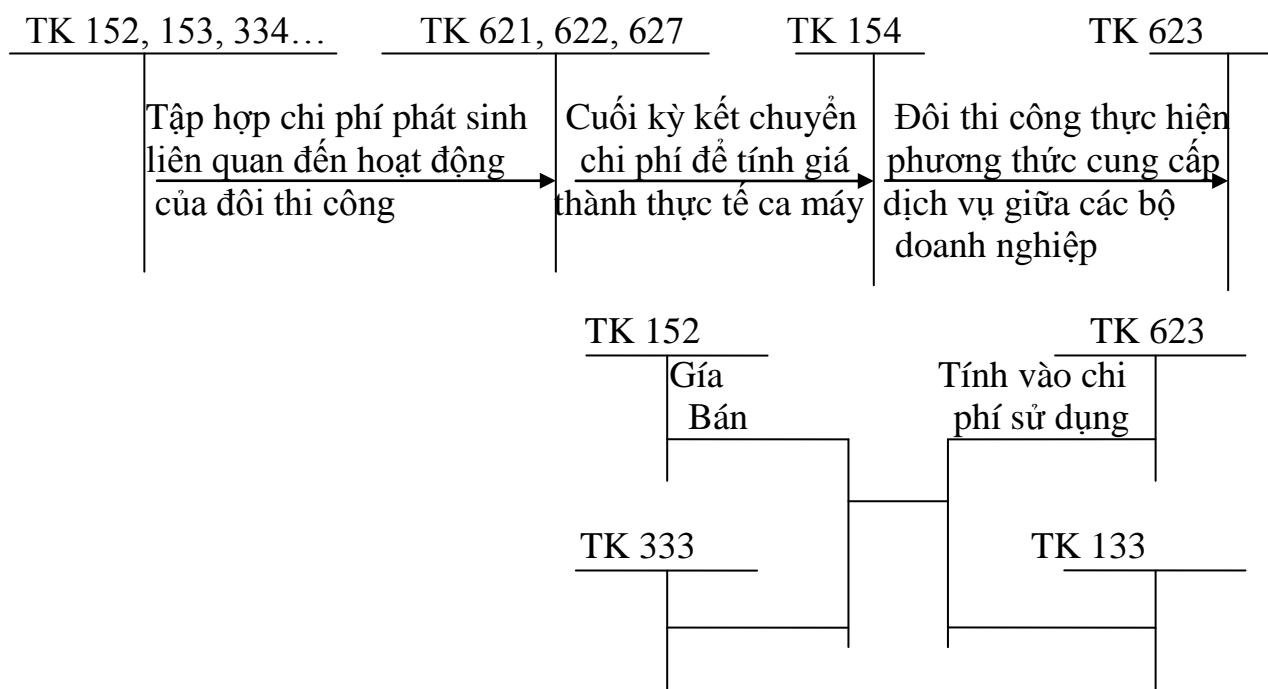 TK 152, 153, 334… TK 621, 622, 627 TK 154 TK 623
Tập hợp chi phí phát sinh
liên quan đến hoạt động
của đôi thi công
Cuối kỳ kết chuyển
chi phí để tính giá
thành thực tế ca máy
Đôi thi công thực hiện
phương thức cung cấp
dịch vụ giữa các bộ
doanh nghiệp
TK 152 TK 623
Gía
Bán
Tính vào chi
phí sử dụng
TK 333 TK 133